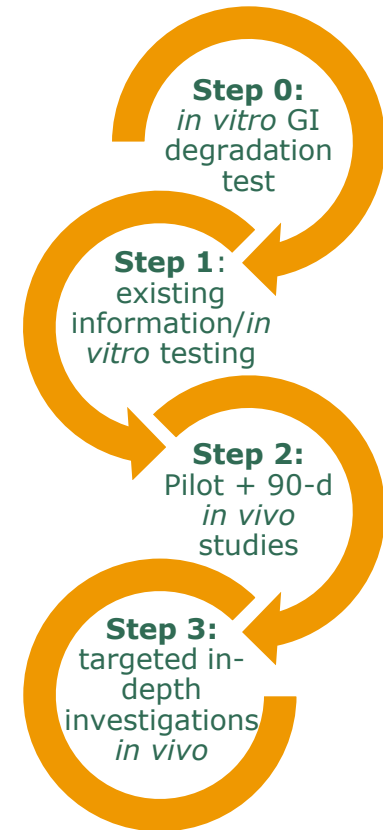 Step 0:
in vitro GI
degradation
test
Step 1:
existing
information/in
vitro testing
Step 2:
Pilot + 90-d
in vivo
studies
Step 3:
targeted in-
depth
investigations
in vivo